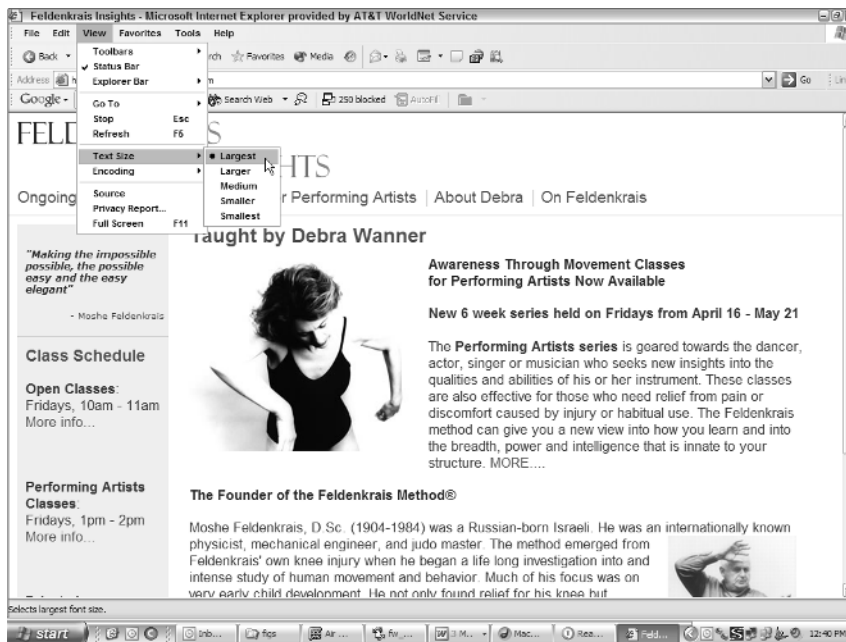 Feldenkrais Insights - Microsoft Internet Explorer provided by AT&T WorldNet Service
File Edit View Favorites Tools Help
Back
rch Favorites Media
Address h
m
Go
Lin
Google -
Search Web
250 blocked
AutoFill
Toolbars
Status Bar
Explorer Bar
Go To
Stop Esc
Refresh F5
Text Size
Encoding
Source
Privacy Report...
Full Screen F11
Largest
Larger
Medium
Smaller
Smallest
FELD
S
HTS
Ongoing
r Performing Artists | About Debra | On Feldenkrais
"Making the impossible
possible, the possible
easy and the easy
elegant"
- Moshe Feldenkrais
Class Schedule
Open Classes:
Fridays, 10am - 11am
More info...
Performing Artists
Classes:
Fridays, 1pm - 2pm
More info...
Taught by Debra Wanner
Awareness Through Movement Classes
for Performing Artists Now Available
New 6 week series held on Fridays from April 16 - May 21
The Performing Artists series is geared towards the dancer,
actor, singer or musician who seeks new insights into the
qualities and abilities of his or her instrument. These classes
are also effective for those who need relief from pain or
discomfort caused by injury or habitual use. The Feldenkrais
method can give you a new view into how you learn and into
the breadth, power and intelligence that is innate to your
structure. MORE....
The Founder of the Feldenkrais Method®
Moshe Feldenkrais, D.Sc. (1904-1984) was a Russian-born Israeli. He was an internationally known
physicist, mechanical engineer, and judo master. The method emerged from
Feldenkrais' own knee injury when he began a life long investigation into and
intense study of human movement and behavior. Much of his focus was on
very early child development. He not only found relief for his knee but
Selects largest font size.
start
Inb...
figs
Air ...
fw_...
3 M...
Mac...
Rea...
Feld...
12:40 PM